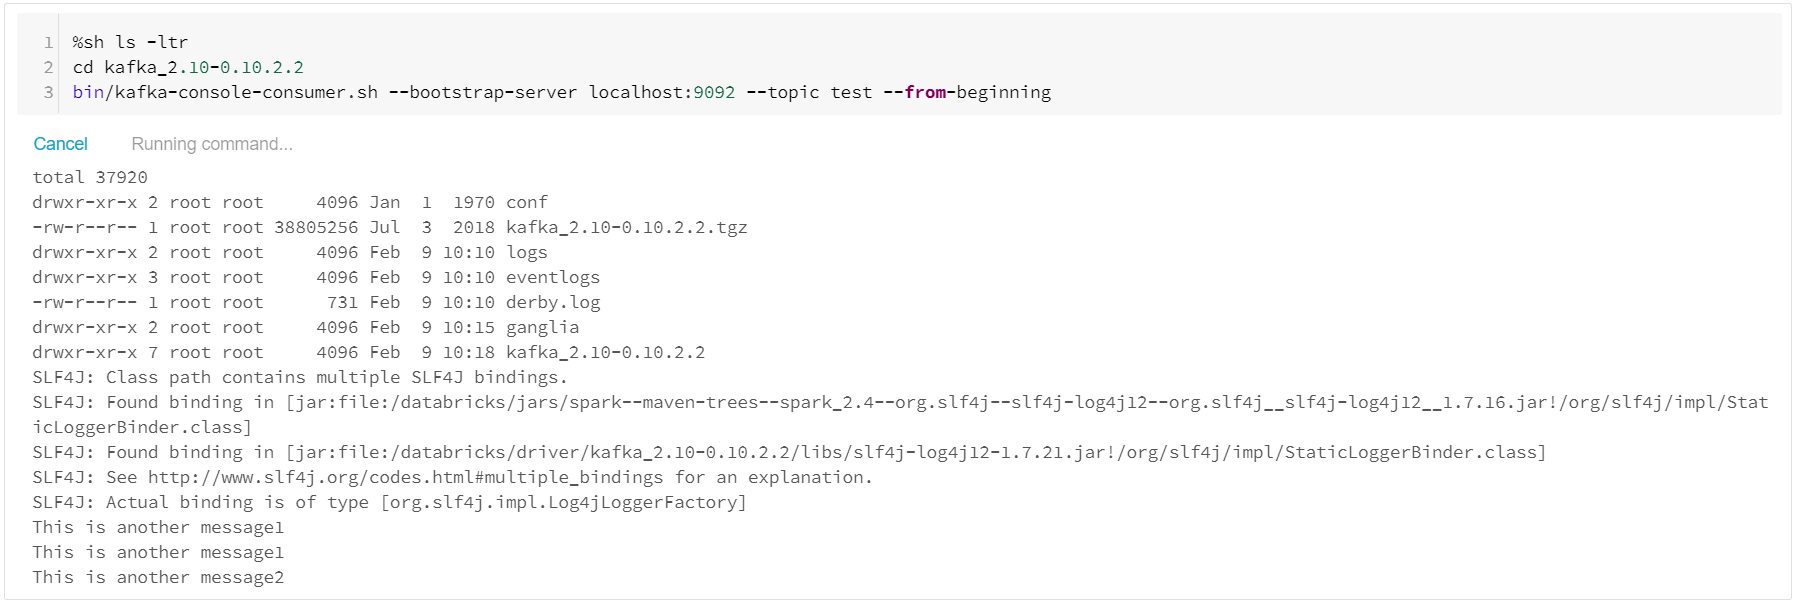 1 %sh ls -ltr
2 cd kafka_2.10-0.10.2.2
3 bin/kafka-console-consumer.sh --bootstrap-server localhost:9092 --topic test --from-beginning
Cancel Running command...
total 37920
drwxr-xr-x 2 root root     4096 Jan  1  1970 conf
-rw-r--r-- 1 root root 38805256 Jul  3  2018 kafka_2.10-0.10.2.2.tgz
drwxr-xr-x 2 root root     4096 Feb  9 10:10 logs
drwxr-xr-x 3 root root     4096 Feb  9 10:10 eventlogs
-rw-r--r-- 1 root root      731 Feb  9 10:10 derby.log
drwxr-xr-x 2 root root     4096 Feb  9 10:15 ganglia
drwxr-xr-x 7 root root     4096 Feb  9 10:18 kafka_2.10-0.10.2.2
SLF4J: Class path contains multiple SLF4J bindings.
SLF4J: Found binding in [jar:file:/databricks/jars/spark--maven-trees--spark_2.4--org.slf4j--slf4j-log4j12--org.slf4j__slf4j-log4j12__1.7.16.jar!/org/slf4j/impl/Stat
icLoggerBinder.class]
SLF4J: Found binding in [jar:file:/databricks/driver/kafka_2.10-0.10.2.2/libs/slf4j-log4j12-1.7.21.jar!/org/slf4j/impl/StaticLoggerBinder.class]
SLF4J: See http://www.slf4j.org/codes.html#multiple_bindings for an explanation.
SLF4J: Actual binding is of type [org.slf4j.impl.Log4jLoggerFactory]
This is another message1
This is another message1
This is another message2